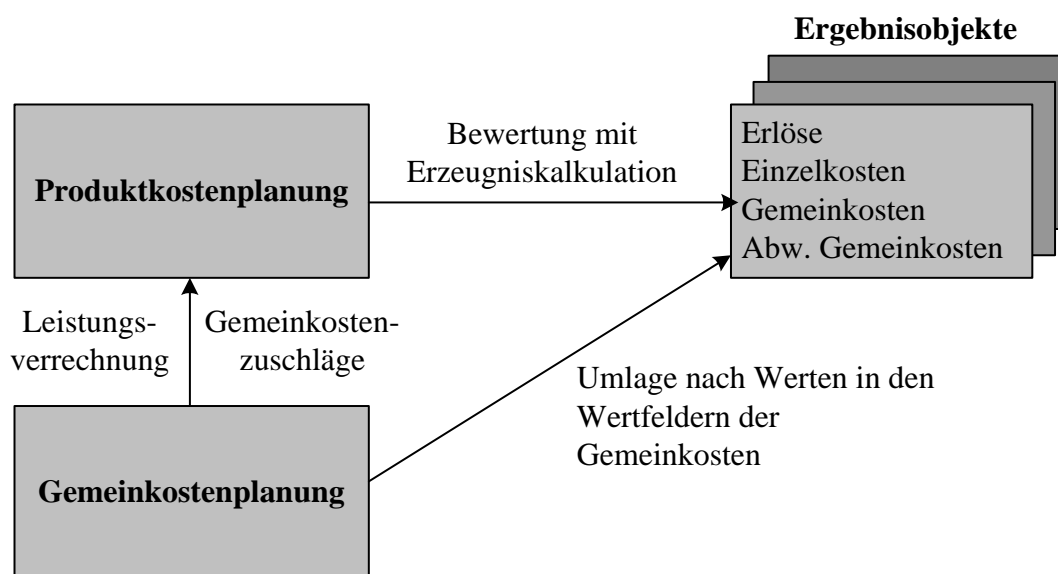 Ergebnisobjekte
Produktkostenplanung
Bewertung mit
Erzeugniskalkulation
Erlöse
Einzelkosten
Gemeinkosten
Abw. Gemeinkosten
Leistungs-
verrechnung
Gemeinkosten-
zuschläge
Umlage nach Werten in den
Wertfeldern der
Gemeinkosten
Gemeinkostenplanung